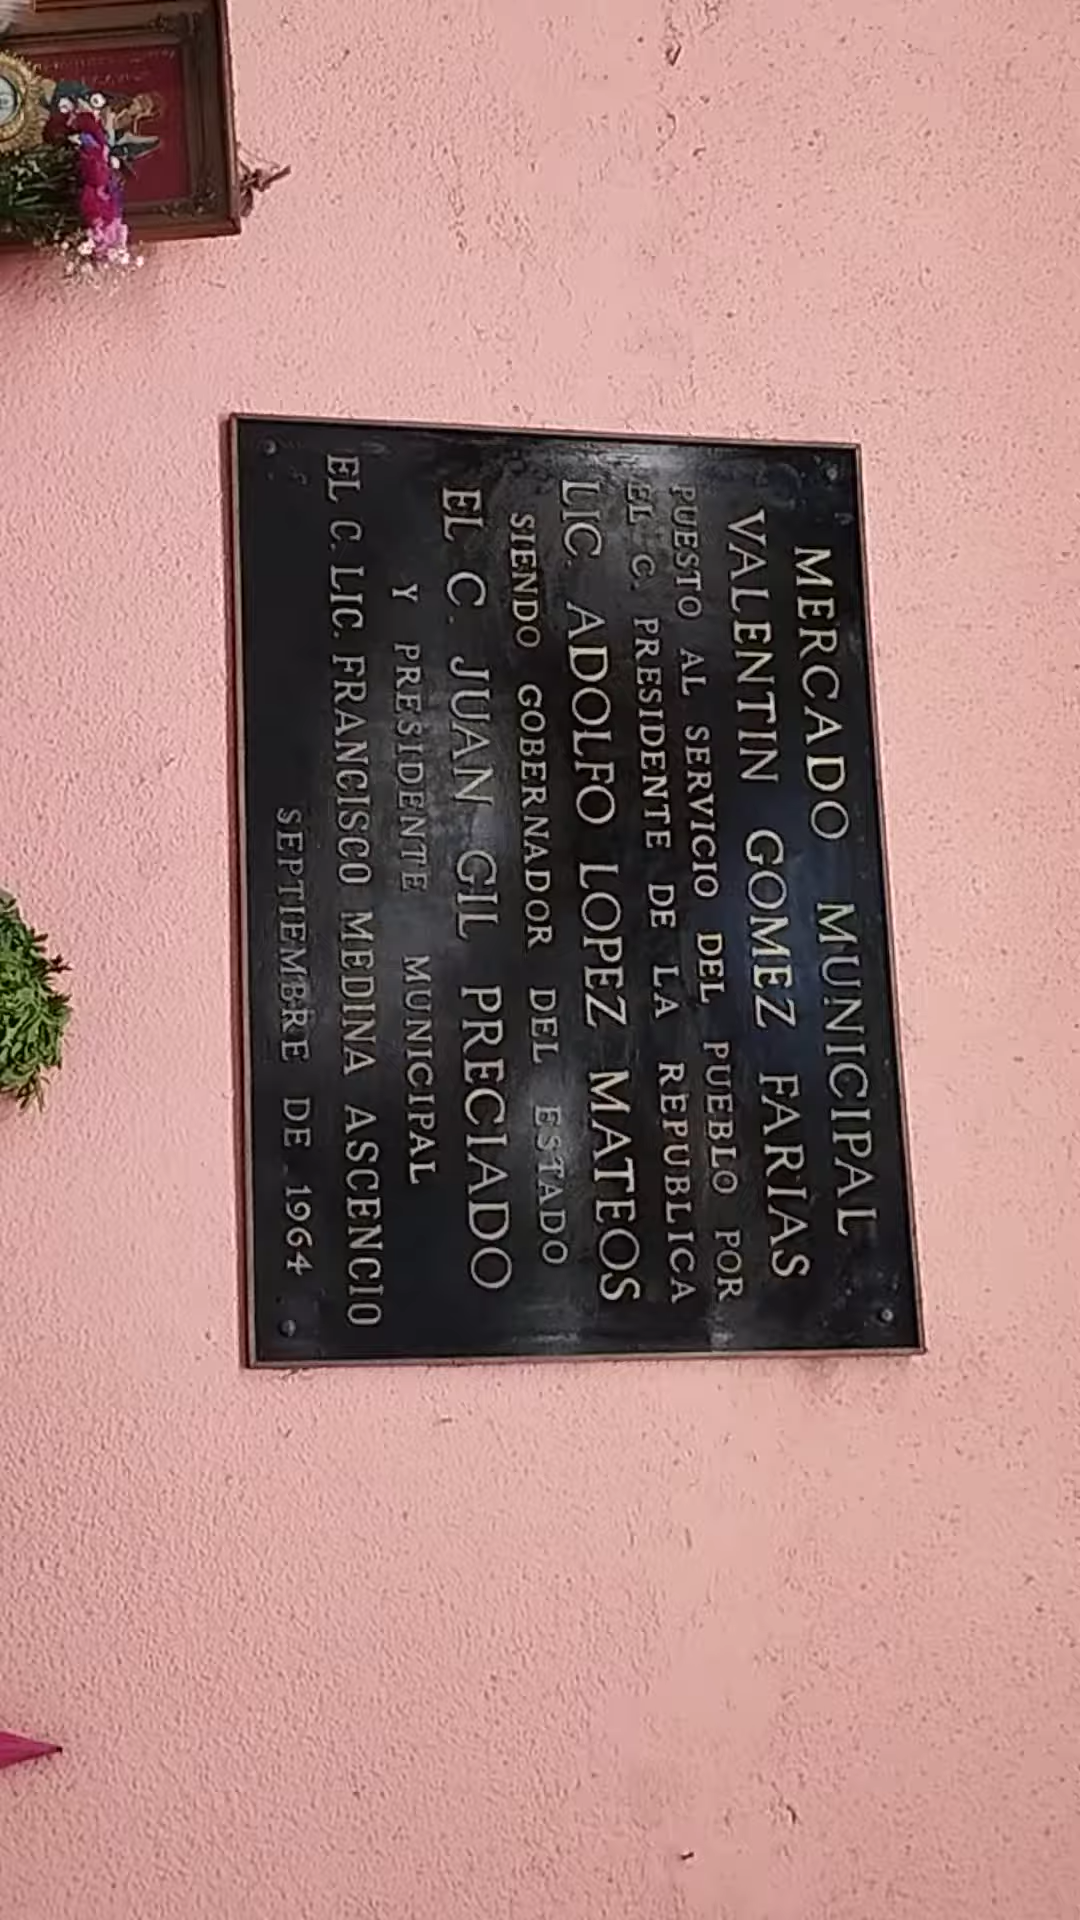 MERCADO MUNICIPAL
VALENTIN GOMEZ FARIAS
PUESTO AL SERVICIO DEL PUEBLO POR
EL C. PRESIDENTE DE LA REPUBLICA
LIC. ADOLFO LOPEZ MATEOS
SIENDO GOBERNADOR DEL ESTADO
EL C. JUAN GIL PRECIADO
Y PRESIDENTE MUNICIPAL
EL C. LIC. FRANCISCO MEDINA ASCENCIO
SEPTIEMBRE DE 1964